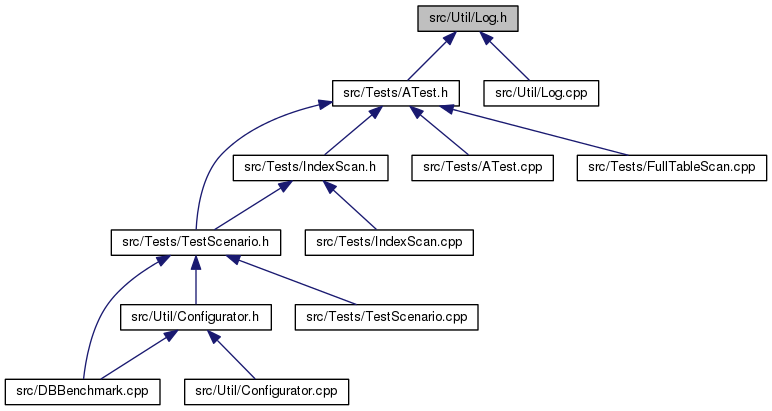 src/Util/Log.h
src/Tests/ATest.h
src/Util/Log.cpp
src/Tests/IndexScan.h
src/Tests/ATest.cpp
src/Tests/FullTableScan.cpp
src/Tests/TestScenario.h
src/Tests/IndexScan.cpp
src/Util/Configurator.h
src/Tests/TestScenario.cpp
src/DBBenchmark.cpp
src/Util/Configurator.cpp